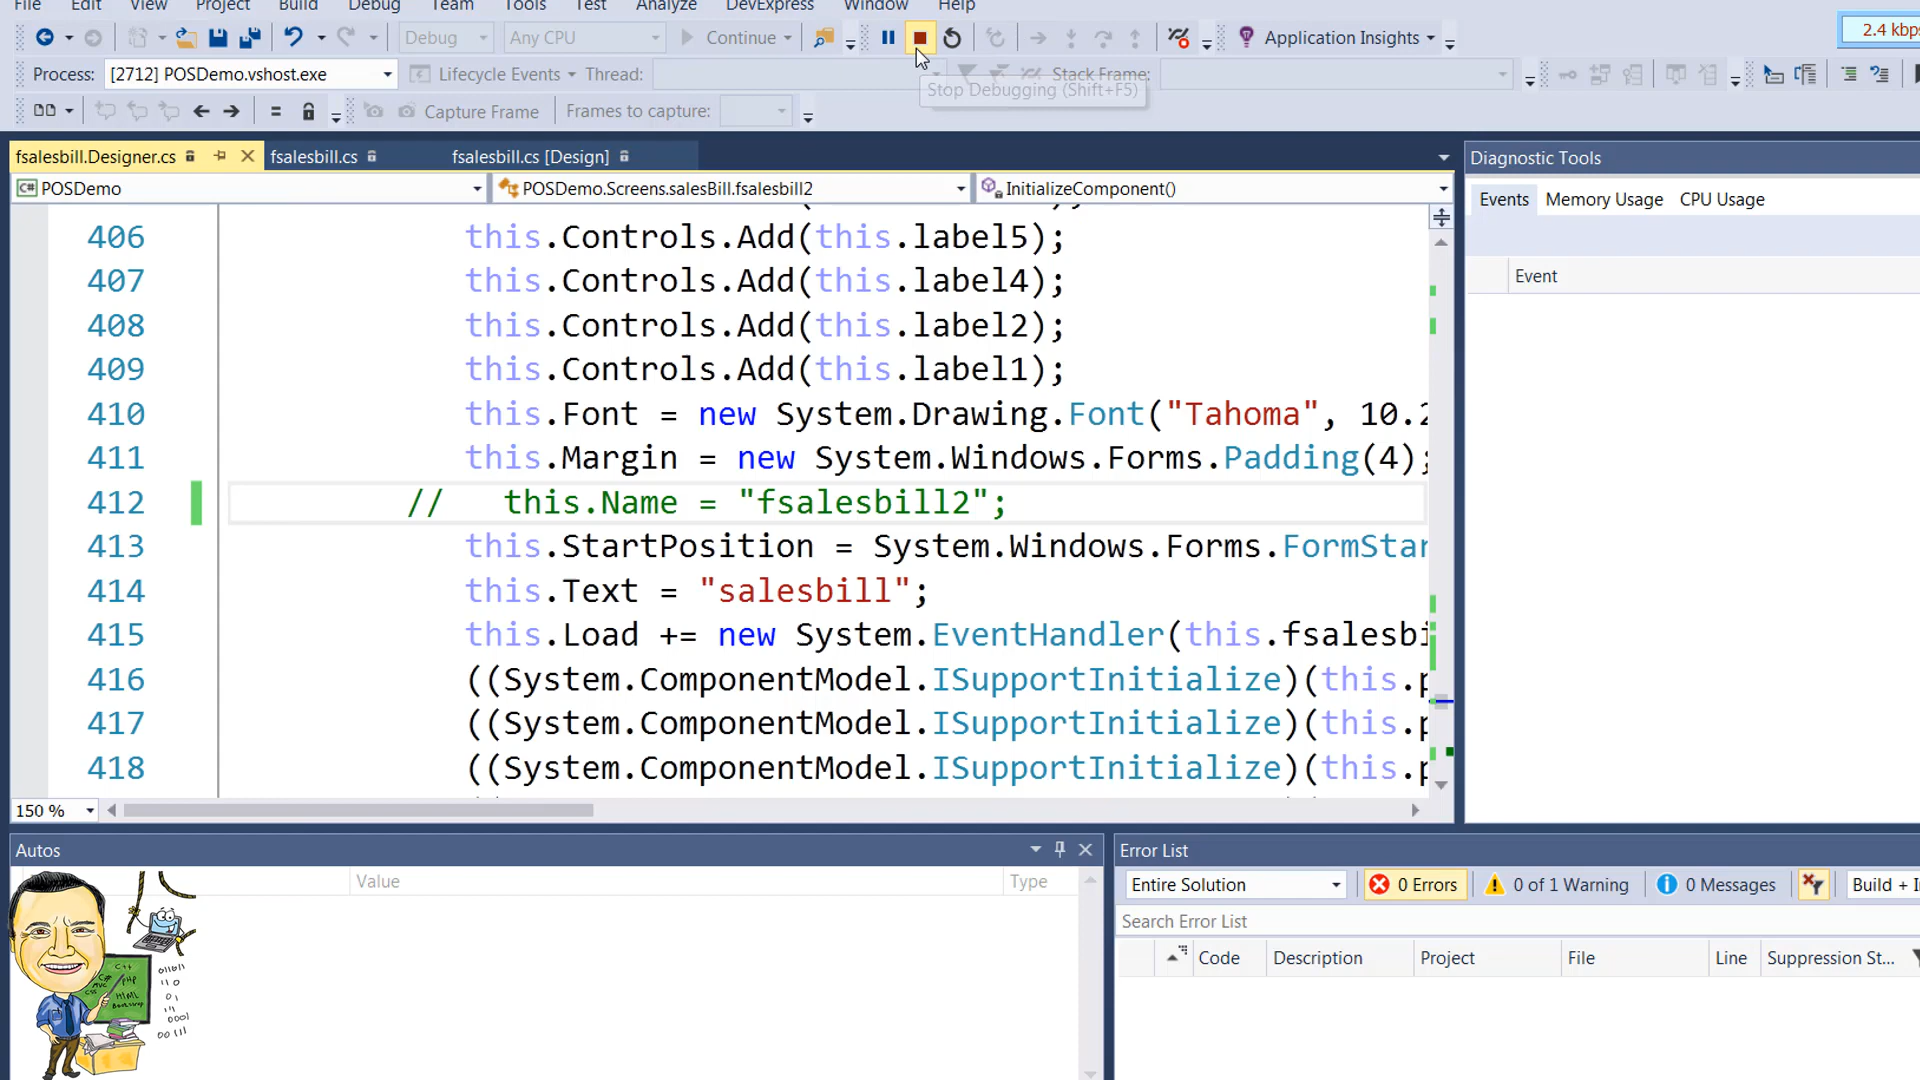 File Edit View Project Build Debug Team Tools Test Analyze DevExpress Window Help
Debug Any CPU Continue Application Insights
2.4 kbps
Process: [2712] POSDemo.vshost.exe Lifecycle Events Thread: Stack Frame:
Stop Debugging (Shift+F5)
Capture Frame Frames to capture:
fsalesbill.Designer.cs fsalesbill.cs fsalesbill.cs [Design]
Diagnostic Tools
C# POSDemo POSDemo.Screens.salesBill.fsalesbill2 InitializeComponent()
Events Memory Usage CPU Usage
Event
406 this.Controls.Add(this.label5);
407 this.Controls.Add(this.label4);
408 this.Controls.Add(this.label2);
409 this.Controls.Add(this.label1);
410 this.Font = new System.Drawing.Font("Tahoma", 10.2
411 this.Margin = new System.Windows.Forms.Padding(4);
412 // this.Name = "fsalesbill2";
413 this.StartPosition = System.Windows.Forms.FormStar
414 this.Text = "salesbill";
415 this.Load += new System.EventHandler(this.fsalesbi
416 ((System.ComponentModel.ISupportInitialize)(this.p
417 ((System.ComponentModel.ISupportInitialize)(this.p
418 ((System.ComponentModel.ISupportInitialize)(this.p
150 %
Autos
Value Type
Error List
Entire Solution 0 Errors 0 of 1 Warning 0 Messages Build + I
Search Error List
Code Description Project File Line Suppression St...
C++
C# PHP
MVC
CSS HTML